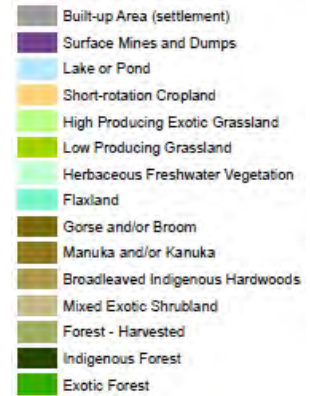 Built-up Area (settlement)
Surface Mines and Dumps
Lake or Pond
Short-rotation Cropland
High Producing Exotic Grassland
Low Producing Grassland
Herbaceous Freshwater Vegetation
Flaxland
Gorse and/or Broom
Manuka and/or Kanuka
Broadleaved Indigenous Hardwoods
Mixed Exotic Shrubland
Forest - Harvested
Indigenous Forest
Exotic Forest